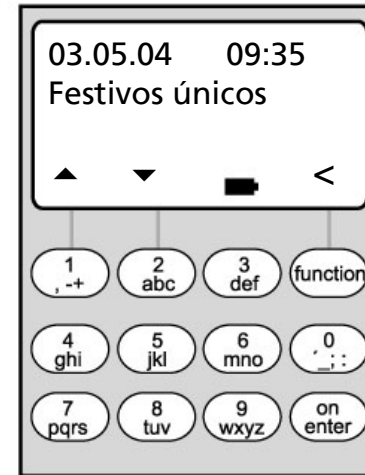 03.05.04 09:35
Festivos únicos
<
1 2 3 function
, -+ abc def
4 5 6 0
ghi jkl mno ´_;:
7 8 9 on
pqrs tuv wxyz enter